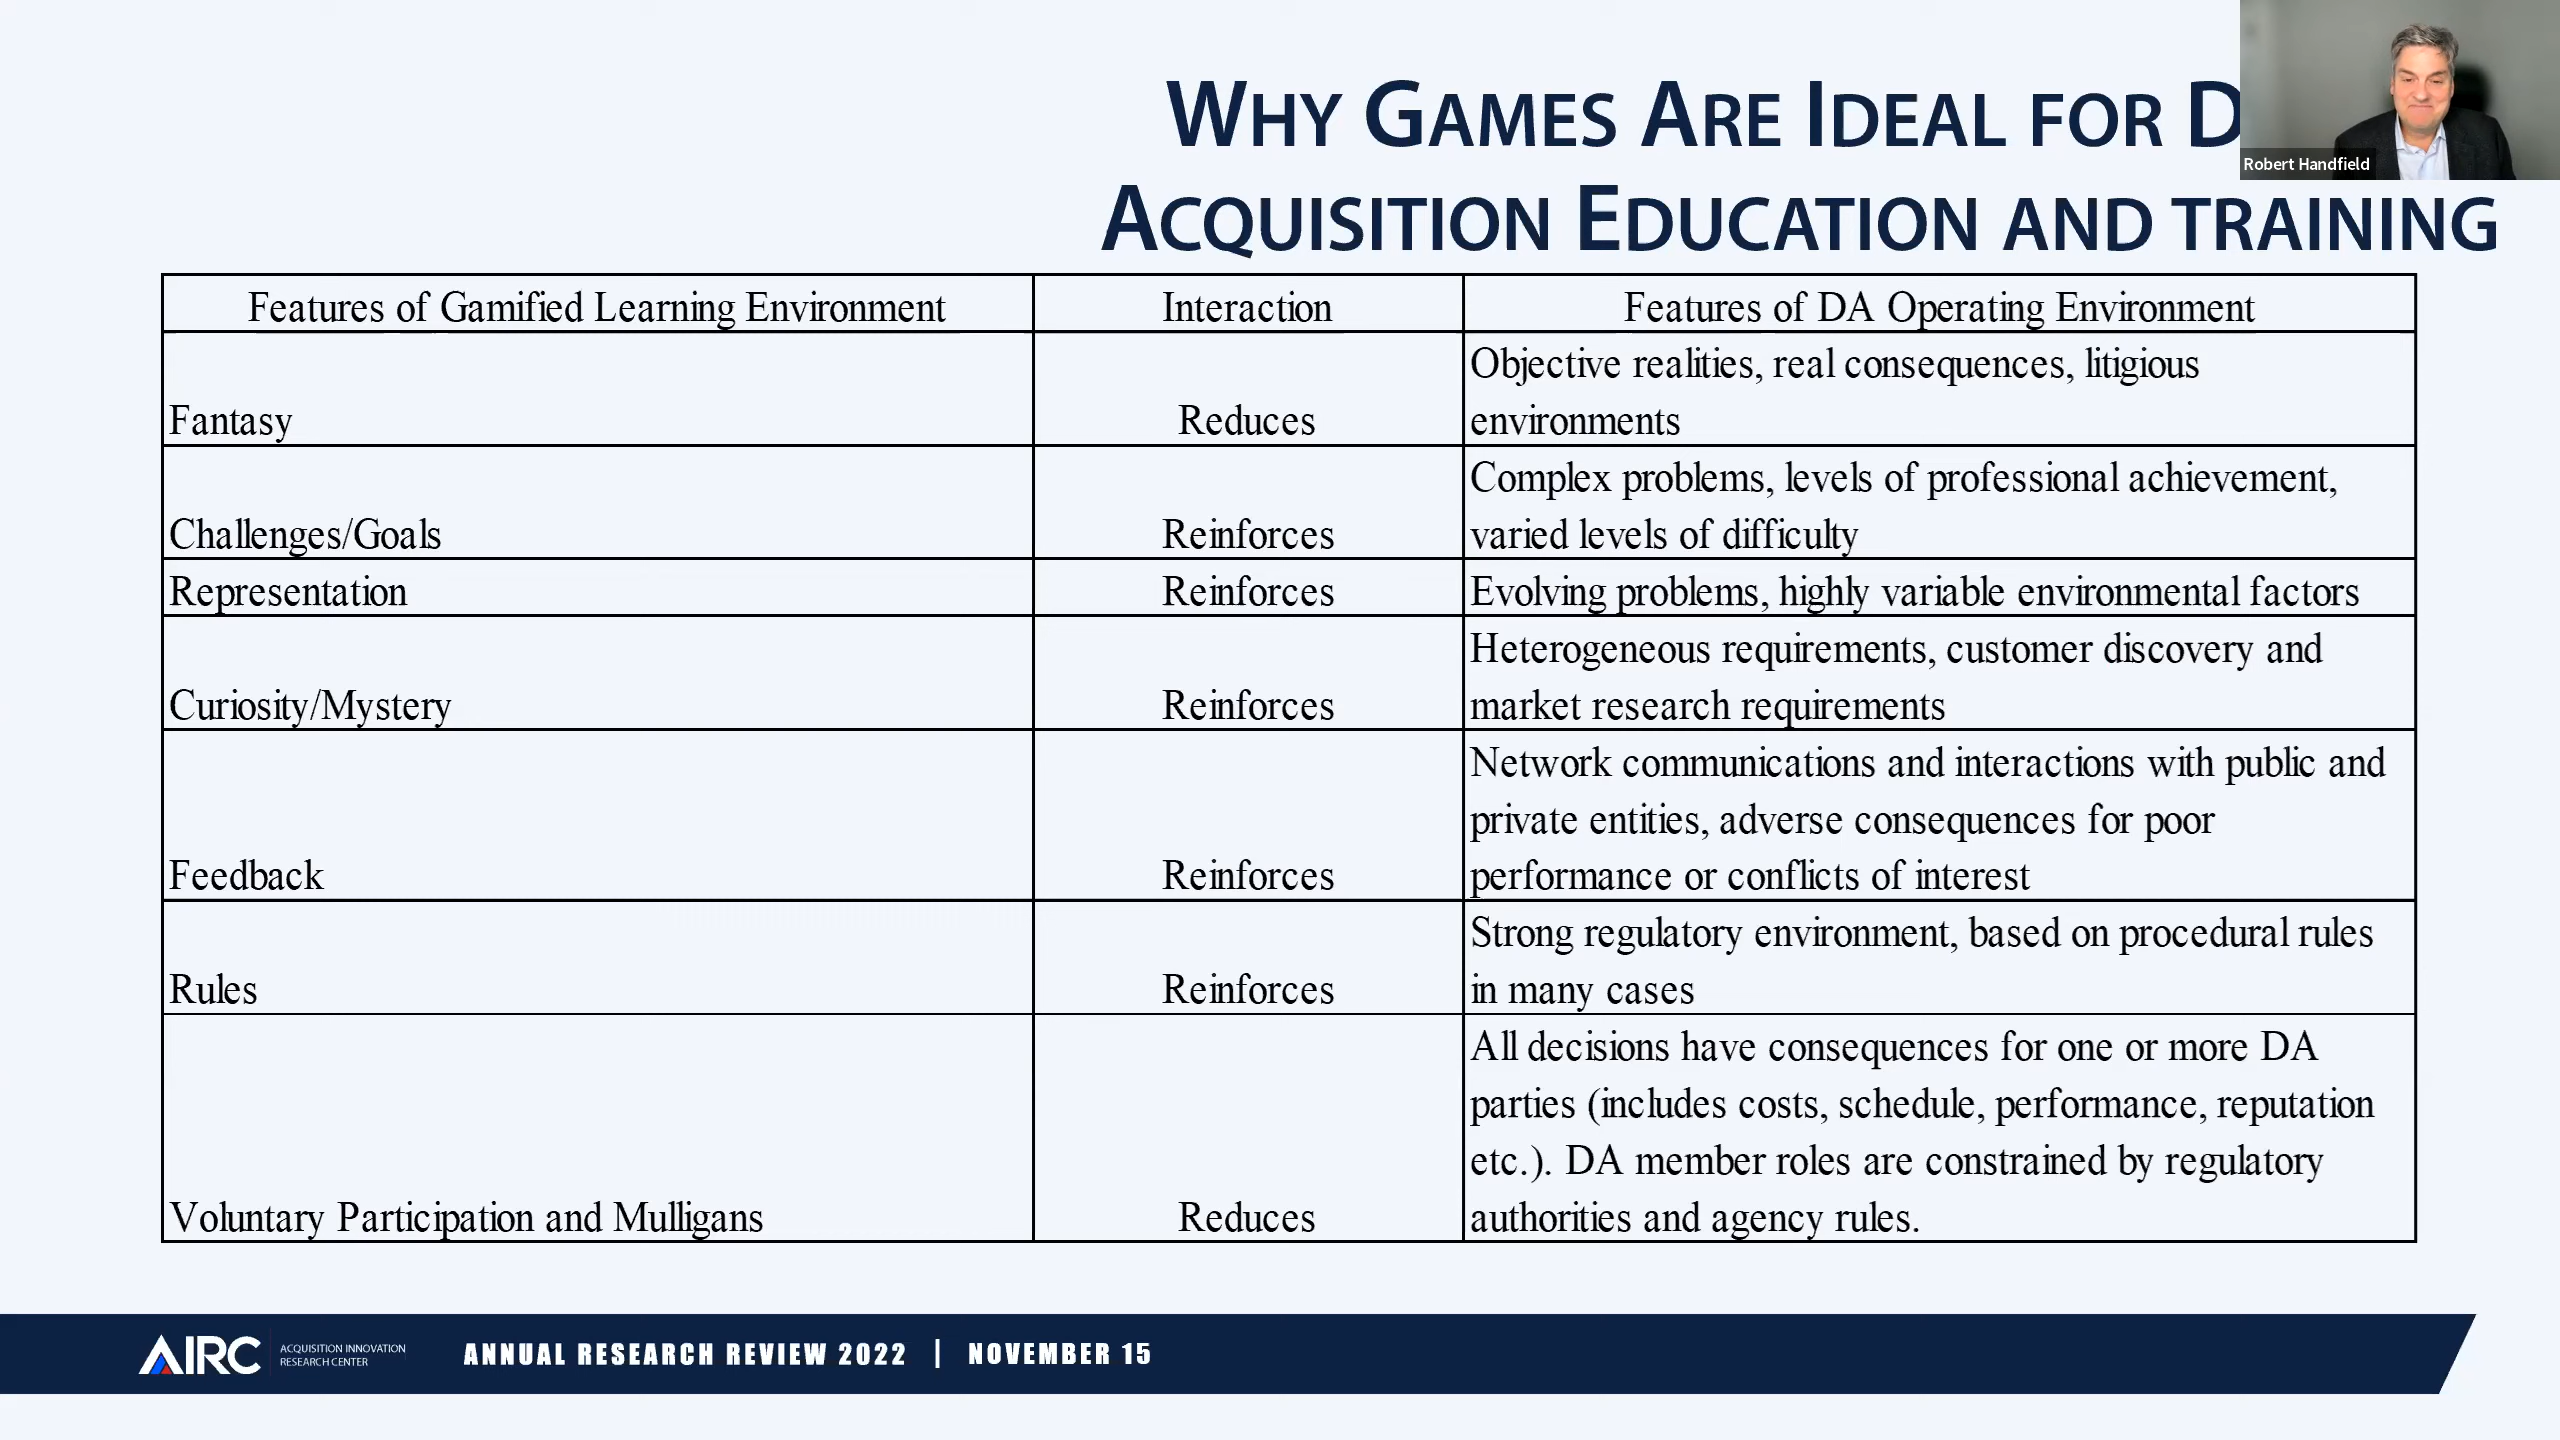 WHY GAMES ARE IDEAL FOR D
ACQUISITION EDUCATION AND TRAINING
Robert Handfield
Features of Gamified Learning Environment
Interaction
Features of DA Operating Environment
Fantasy
Reduces
Objective realities, real consequences, litigious
environments
Challenges/Goals
Reinforces
Complex problems, levels of professional achievement,
varied levels of difficulty
Representation
Reinforces
Evolving problems, highly variable environmental factors
Curiosity/Mystery
Reinforces
Heterogeneous requirements, customer discovery and
market research requirements
Feedback
Reinforces
Network communications and interactions with public and
private entities, adverse consequences for poor
performance or conflicts of interest
Rules
Reinforces
Strong regulatory environment, based on procedural rules
in many cases
Voluntary Participation and Mulligans
Reduces
All decisions have consequences for one or more DA
parties (includes costs, schedule, performance, reputation
etc.). DA member roles are constrained by regulatory
authorities and agency rules.
AIRC
ACQUISITION INNOVATION
RESEARCH CENTER
ANNUAL RESEARCH REVIEW 2022 | NOVEMBER 15